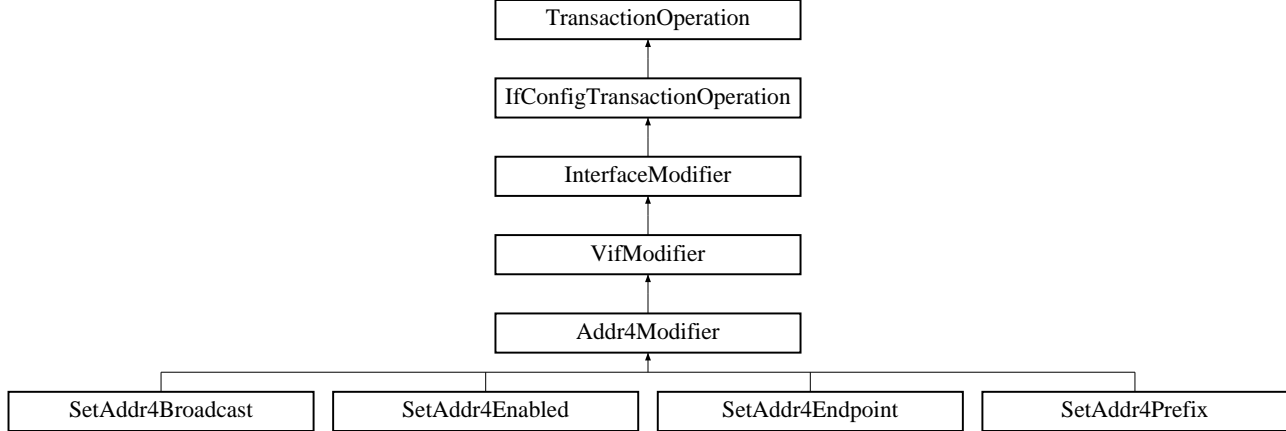 TransactionOperation
IfConfigTransactionOperation
InterfaceModifier
VifModifier
Addr4Modifier
SetAddr4Broadcast SetAddr4Enabled SetAddr4Endpoint SetAddr4Prefix